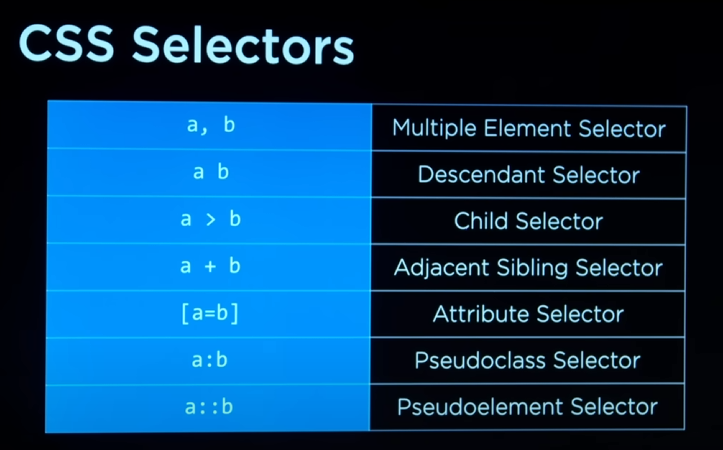 CSS Selectors
a, b Multiple Element Selector
a b Descendant Selector
a > b Child Selector
a + b Adjacent Sibling Selector
[a=b] Attribute Selector
a:b Pseudoclass Selector
a::b Pseudoelement Selector